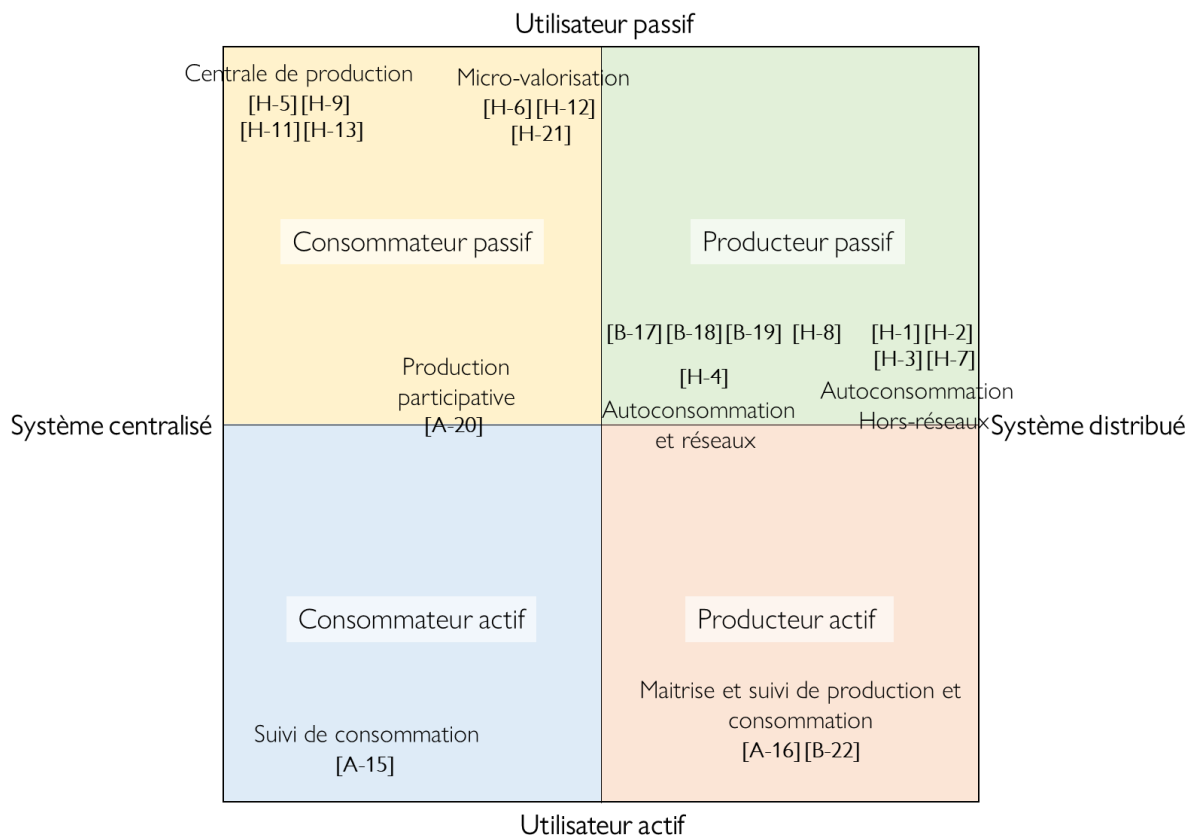 Utilisateur passif
Centrale de production
[H-5][H-9]
[H-11][H-13]
Micro-valorisation
[H-6][H-12]
[H-21]
Consommateur passif
Producteur passif
Production
participative
[A-20]
[B-17][B-18][B-19] [H-8]
[H-4]
Autoconsommation
et réseaux
[H-1][H-2]
[H-3][H-7]
Autoconsommation
Hors-réseaux
Système centralisé
Système distribué
Consommateur actif
Producteur actif
Suivi de consommation
[A-15]
Maitrise et suivi de production et
consommation
[A-16][B-22]
Utilisateur actif